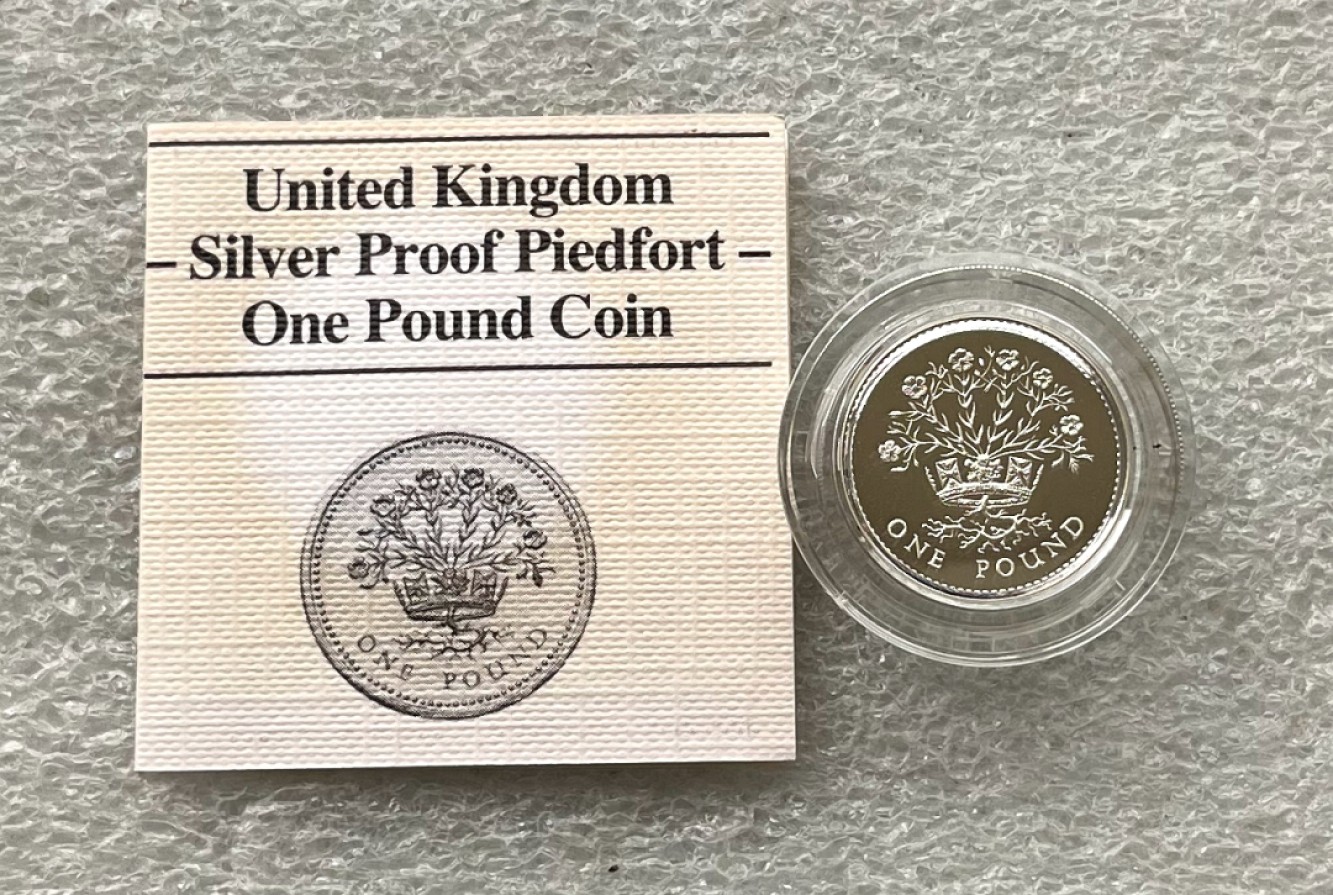 United Kingdom
– Silver Proof Piedfort –
One Pound Coin
ONE POUND
ONE POUND